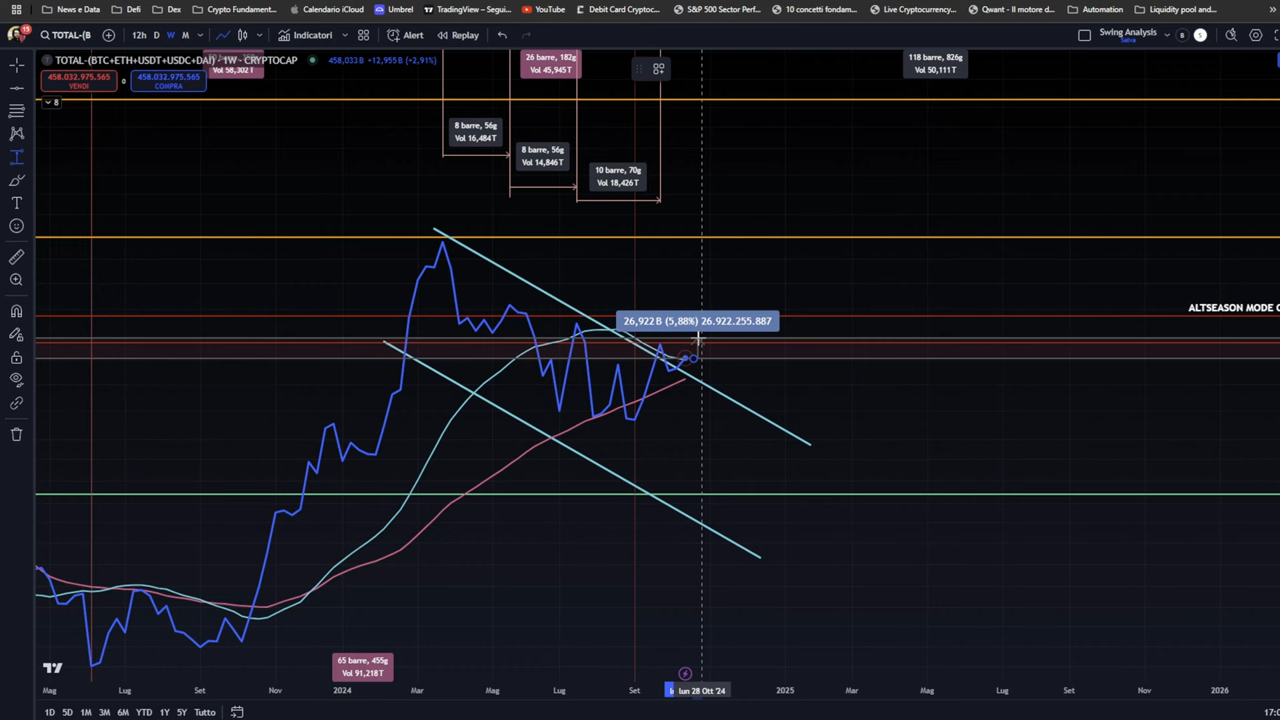 News e Data
Defi
Dex
Crypto Fundament...
Calendario iCloud
Umbrel
TradingView – Segui...
YouTube
Debit Card Cryptoc...
S&P 500 Sector Perf...
10 concetti fondam...
Live Cryptocurrency...
Qwant - Il motore d...
Automation
Liquidity pool and...
15
TOTAL-(B
12h
D
W
M
Indicatori
Alert
Replay
Swing Analysis
Salva
B
S
TOTAL-(BTC+ETH+USDT+USDC+DAI) · 1W · CRYPTOCAP
458,033 B +12,955 B (+2,91%)
458.032.975.565
VENDI
0
458.032.975.565
COMPRA
8
Vol 58,302 T
26 barre, 182g
Vol 45,945T
118 barre, 826g
Vol 50,111T
8 barre, 56g
Vol 16,484T
8 barre, 56g
Vol 14,846T
10 barre, 70g
Vol 18,426T
ALTSEASON MODE
26,922 B (5,88%) 26.922.255.887
65 barre, 455g
Vol 91,218T
Mag
Lug
Set
Nov
2024
Mar
Mag
Lug
Set
lun 28 Ott '24
2025
Mar
Mag
Lug
Set
Nov
2026
1D
5D
1M
3M
6M
YTD
1Y
5Y
Tutto